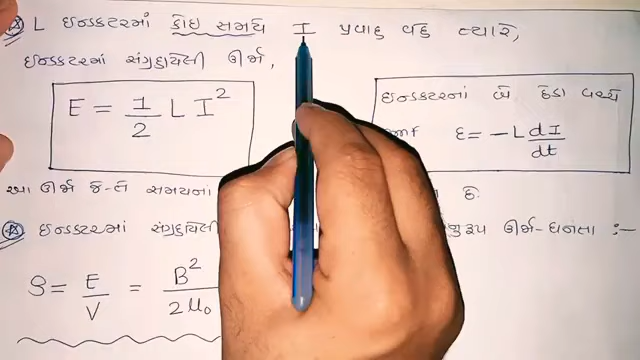 L ઇન્ડક્ટરમાં કોઇ સમયે I પ્રવાહ વહે ત્યારે,
ઇન્ડક્ટરમાં સંગ્રહાયેલી ઊર્જા,
E = 1/2 L I²
ઇન્ડક્ટરનાં બે છેડા વચ્ચે
emf ε = -L dI/dt
આ ઊર્જા જે-તે સમયના
છે.
ઇન્ડક્ટરમાં સંગ્રહાયેલી ઊર્જા-ઘનતા :-
ρ = E/V = B²/2μ₀